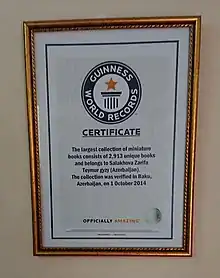 GUINNESS
WORLD RECORDS
CERTIFICATE
The largest collection of miniature
books consists of 2,913 unique books
and belongs to Salakhova Zarifa
Teymur gyzy (Azerbaijan).
The collection was verified in Baku,
Azerbaijan, on 1 October 2014
OFFICIALLY AMAZING